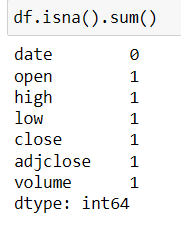 df.isna().sum()
date 0
open 1
high 1
low 1
close 1
adjclose 1
volume 1
dtype: int64